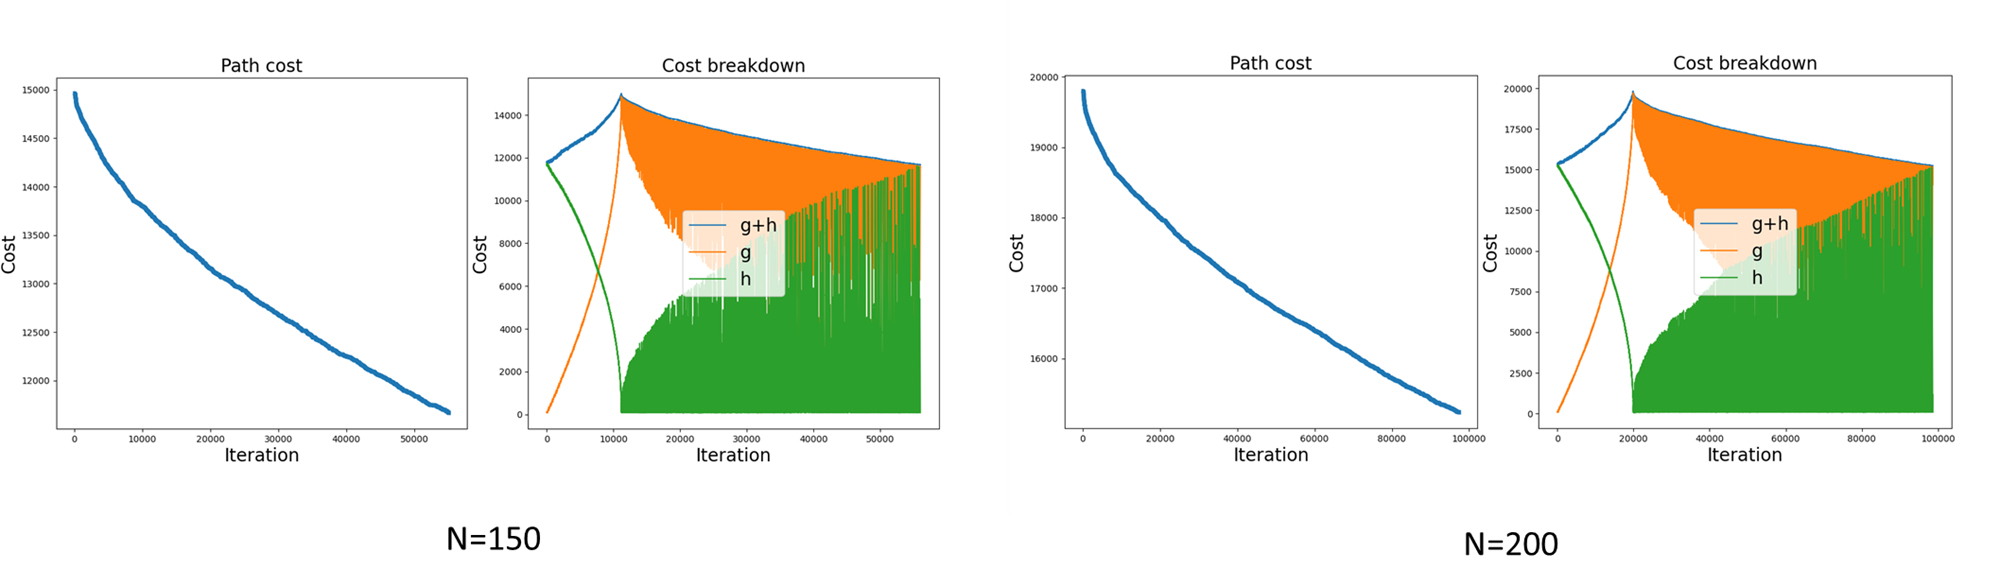 Path cost
Cost
15000
14500
14000
13500
13000
12500
12000
0
10000
20000
30000
40000
50000
Iteration
Cost breakdown
Cost
14000
12000
10000
8000
6000
4000
2000
0
g+h
g
h
0
10000
20000
30000
40000
50000
Iteration
N=150
Path cost
Cost
20000
19000
18000
17000
16000
0
20000
40000
60000
80000
100000
Iteration
Cost breakdown
Cost
20000
17500
15000
12500
10000
7500
5000
2500
0
g+h
g
h
0
20000
40000
60000
80000
100000
Iteration
N=200